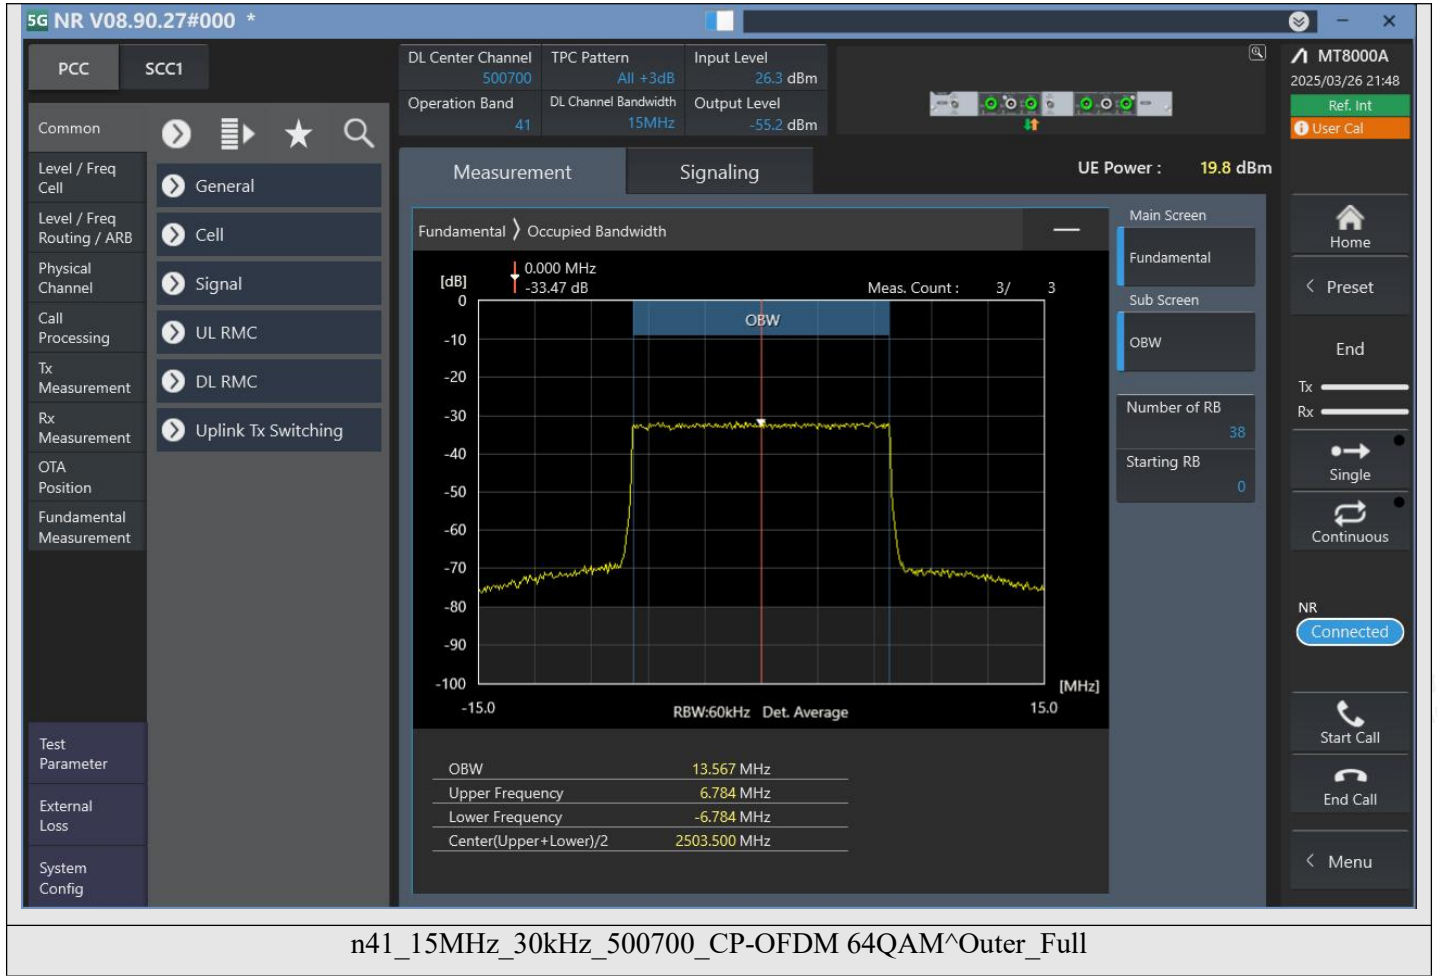 5G NR V08.90.27#000 *
PCC
SCC1
Common
Level / Freq
Cell
Level / Freq
Routing / ARB
Physical
Channel
Call
Processing
Tx
Measurement
Rx
Measurement
OTA
Position
Fundamental
Measurement
Test
Parameter
External
Loss
System
Config
General
Cell
Signal
UL RMC
DL RMC
Uplink Tx Switching
DL Center Channel
500700
TPC Pattern
All +3dB
Input Level
26.3 dBm
Operation Band
41
DL Channel Bandwidth
15MHz
Output Level
-55.2 dBm
Measurement
Signaling
UE Power : 19.8 dBm
Fundamental
Occupied Bandwidth
[dB]
0.000 MHz
-33.47 dB
Meas. Count : 3/ 3
OBW
0
-10
-20
-30
-40
-50
-60
-70
-80
-90
-100
[MHz]
-15.0
RBW:60kHz Det. Average
15.0
OBW 13.567 MHz
Upper Frequency 6.784 MHz
Lower Frequency -6.784 MHz
Center(Upper+Lower)/2 2503.500 MHz
Main Screen
Fundamental
Sub Screen
OBW
Number of RB
38
Starting RB
0
MT8000A
2025/03/26 21:48
Ref. Int
User Cal
Home
Preset
End
Tx
Rx
Single
Continuous
NR
Connected
Start Call
End Call
Menu
n41_15MHz_30kHz_500700_CP-OFDM 64QAM^Outer_Full